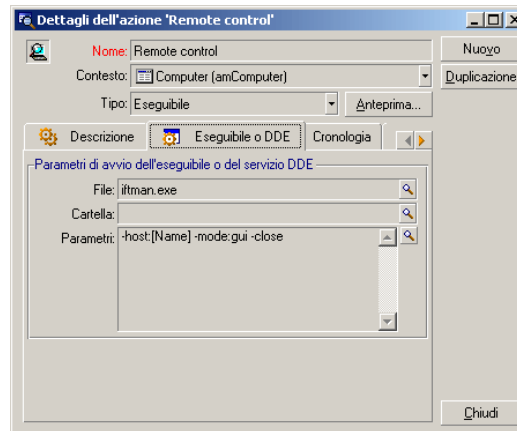 Dettagli dell'azione 'Remote control'
Nome: Remote control
Nuovo
Contesto: Computer (amComputer)
Duplicazione
Tipo: Eseguibile
Anteprima...
Descrizione
Eseguibile o DDE
Cronologia
Parametri di avvio dell'eseguibile o del servizio DDE
File: iftman.exe
Cartella:
Parametri: -host:[Name] -mode:gui -close
Chiudi